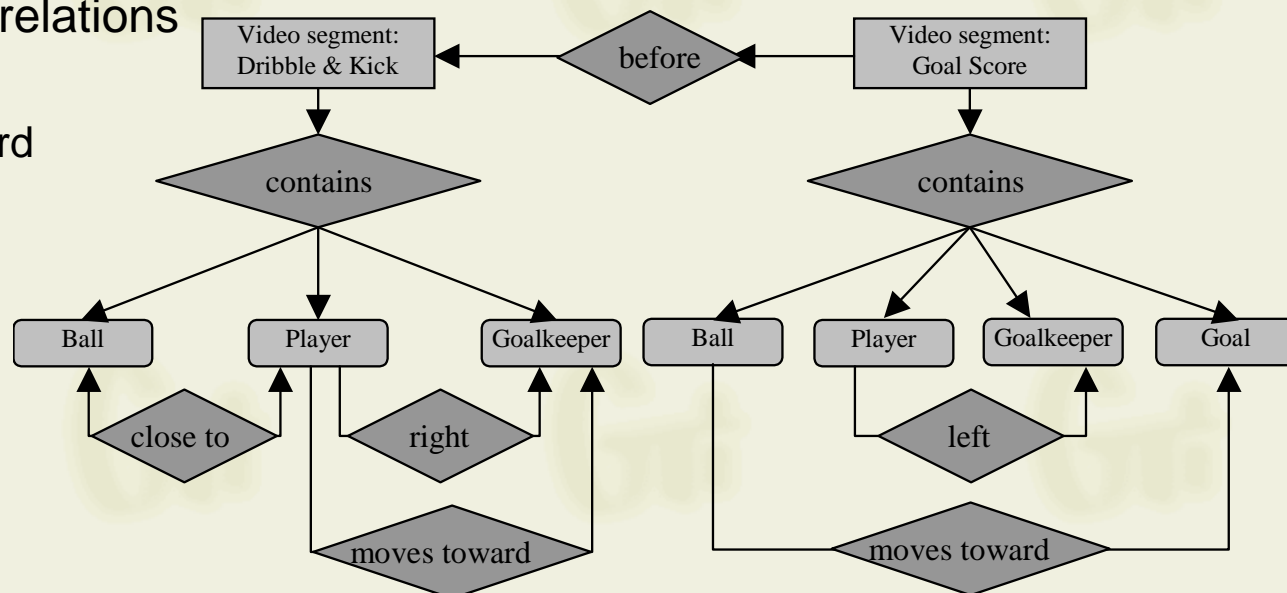 relations
rd
Video segment:
Dribble & Kick
before
Video segment:
Goal Score
contains
contains
Ball
Player
Goalkeeper
Ball
Player
Goalkeeper
Goal
close to
right
left
moves toward
moves toward